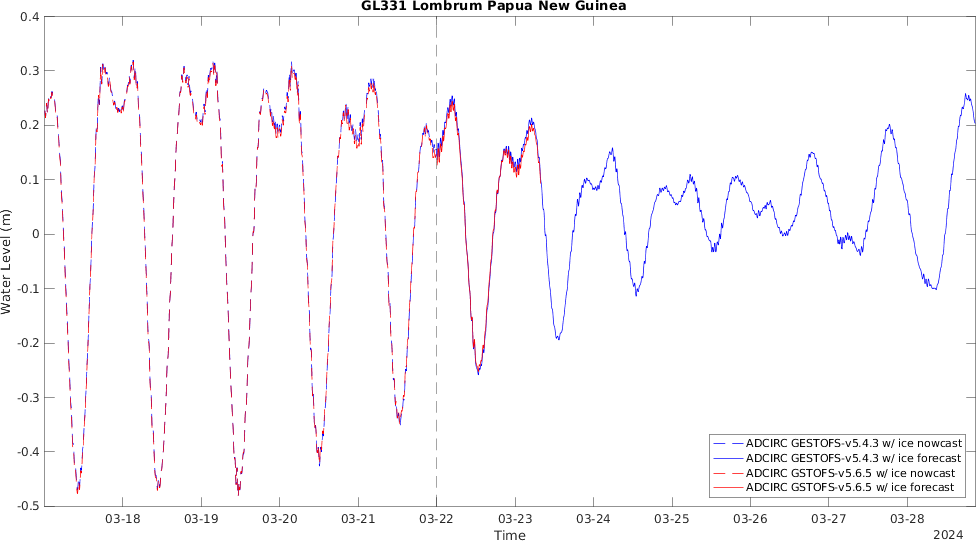 GL331 Lombrum Papua New Guinea
0.4
0.3
0.2
0.1
0
-0.1
-0.2
-0.3
-0.4
-0.5
Water Level (m)
ADCIRC GESTOFS-v5.4.3 w/ ice nowcast
ADCIRC GESTOFS-v5.4.3 w/ ice forecast
ADCIRC GSTOFS-v5.6.5 w/ ice nowcast
ADCIRC GSTOFS-v5.6.5 w/ ice forecast
03-18 03-19 03-20 03-21 03-22 03-23 03-24 03-25 03-26 03-27 03-28
Time
2024